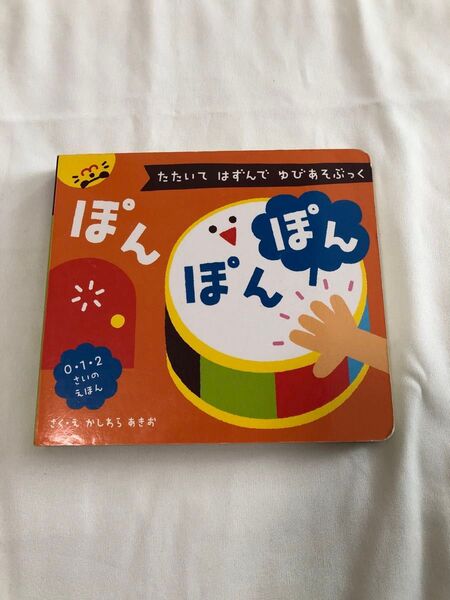 たたいて はずんで ゆびあそぶっく
ぽん
ぽん
ぽん
0・1・2
さいの
えほん
さく・え かしわら あきお